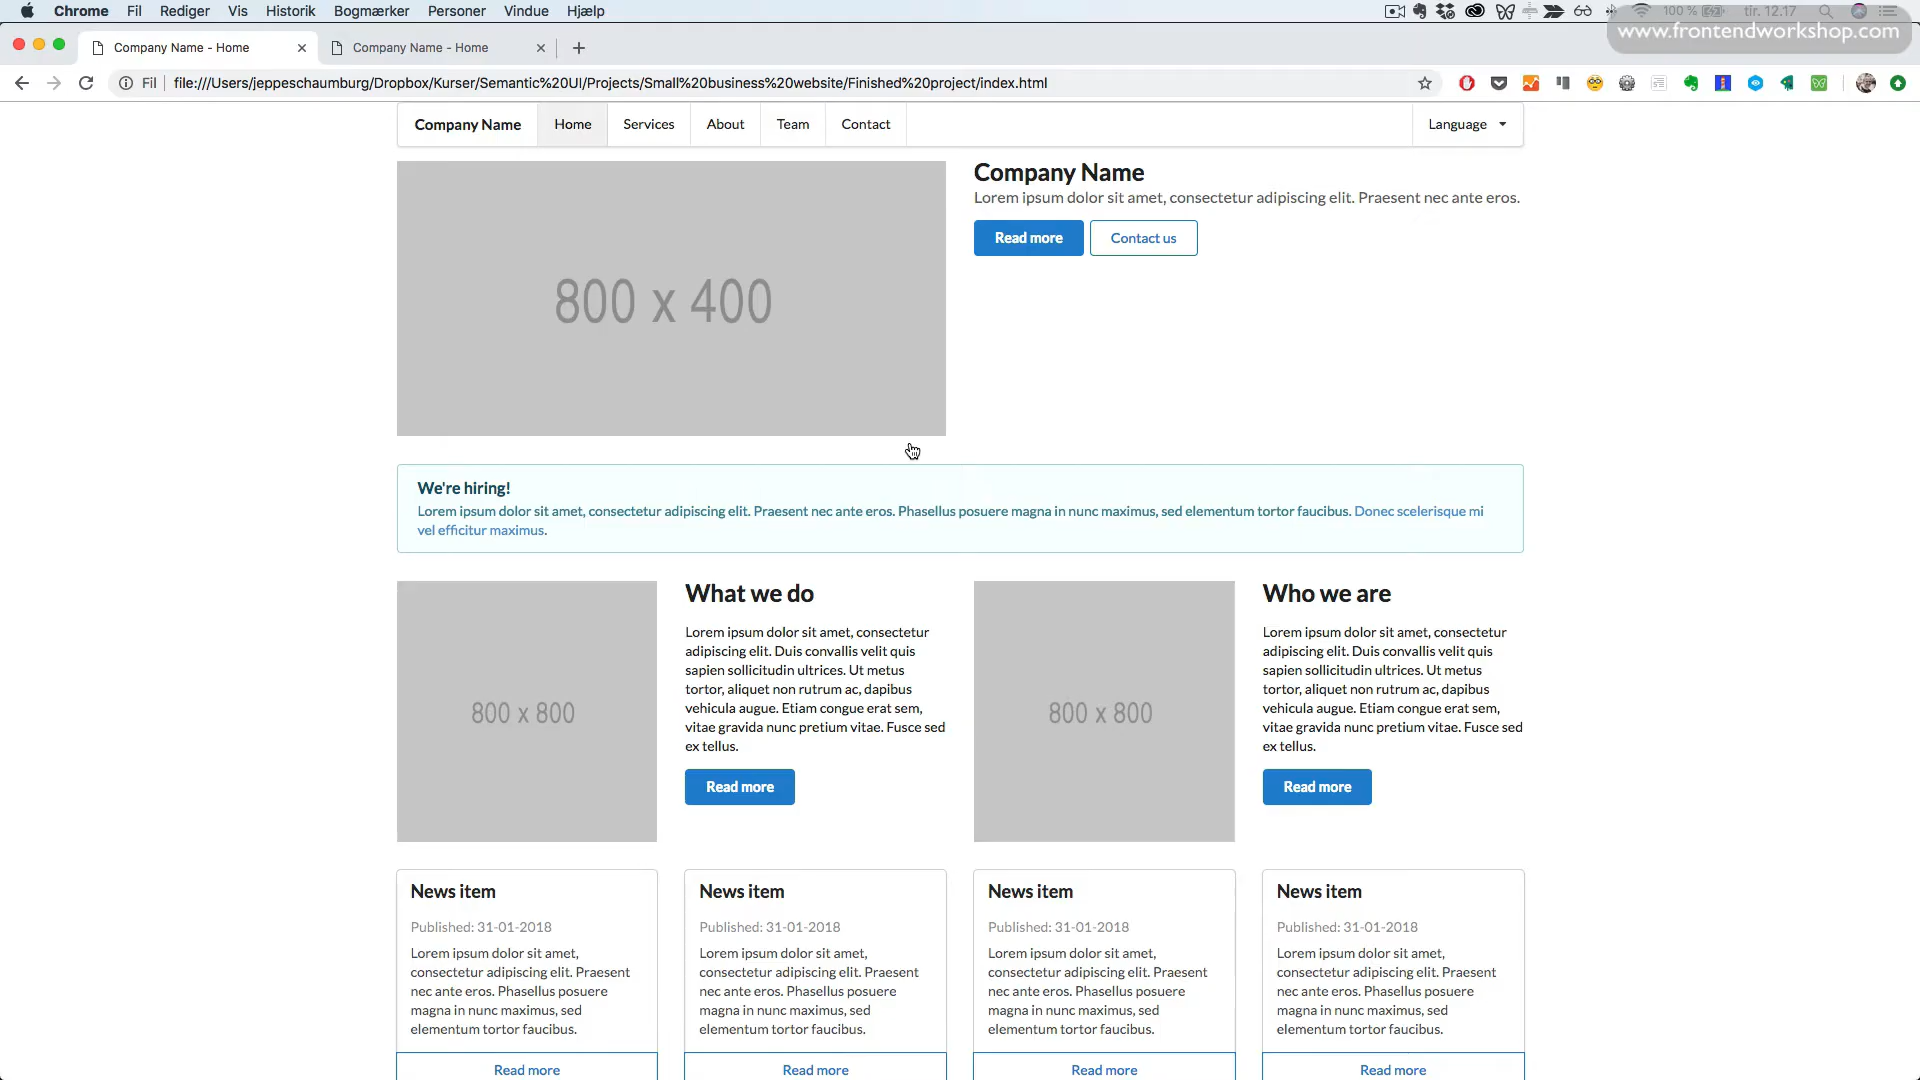 Chrome Fil Rediger Vis Historik Bogmærker Personer Vindue Hjælp 100 % tir. 12.17
www.frontendworkshop.com
Company Name - Home Company Name - Home
Fil file:///Users/jeppeschaumburg/Dropbox/Kurser/Semantic%20UI/Projects/Small%20business%20website/Finished%20project/index.html
Company Name Home Services About Team Contact Language
800 x 400
Company Name
Lorem ipsum dolor sit amet, consectetur adipiscing elit. Praesent nec ante eros.
Read more Contact us
We're hiring!
Lorem ipsum dolor sit amet, consectetur adipiscing elit. Praesent nec ante eros. Phasellus posuere magna in nunc maximus, sed elementum tortor faucibus. Donec scelerisque mi
vel efficitur maximus.
800 x 800
What we do
Lorem ipsum dolor sit amet, consectetur
adipiscing elit. Duis convallis velit quis
sapien sollicitudin ultrices. Ut metus
tortor, aliquet non rutrum ac, dapibus
vehicula augue. Etiam congue erat sem,
vitae gravida nunc pretium vitae. Fusce sed
ex tellus.
Read more
800 x 800
Who we are
Lorem ipsum dolor sit amet, consectetur
adipiscing elit. Duis convallis velit quis
sapien sollicitudin ultrices. Ut metus
tortor, aliquet non rutrum ac, dapibus
vehicula augue. Etiam congue erat sem,
vitae gravida nunc pretium vitae. Fusce sed
ex tellus.
Read more
News item
Published: 31-01-2018
Lorem ipsum dolor sit amet,
consectetur adipiscing elit. Praesent
nec ante eros. Phasellus posuere
magna in nunc maximus, sed
elementum tortor faucibus.
Read more
News item
Published: 31-01-2018
Lorem ipsum dolor sit amet,
consectetur adipiscing elit. Praesent
nec ante eros. Phasellus posuere
magna in nunc maximus, sed
elementum tortor faucibus.
Read more
News item
Published: 31-01-2018
Lorem ipsum dolor sit amet,
consectetur adipiscing elit. Praesent
nec ante eros. Phasellus posuere
magna in nunc maximus, sed
elementum tortor faucibus.
Read more
News item
Published: 31-01-2018
Lorem ipsum dolor sit amet,
consectetur adipiscing elit. Praesent
nec ante eros. Phasellus posuere
magna in nunc maximus, sed
elementum tortor faucibus.
Read more